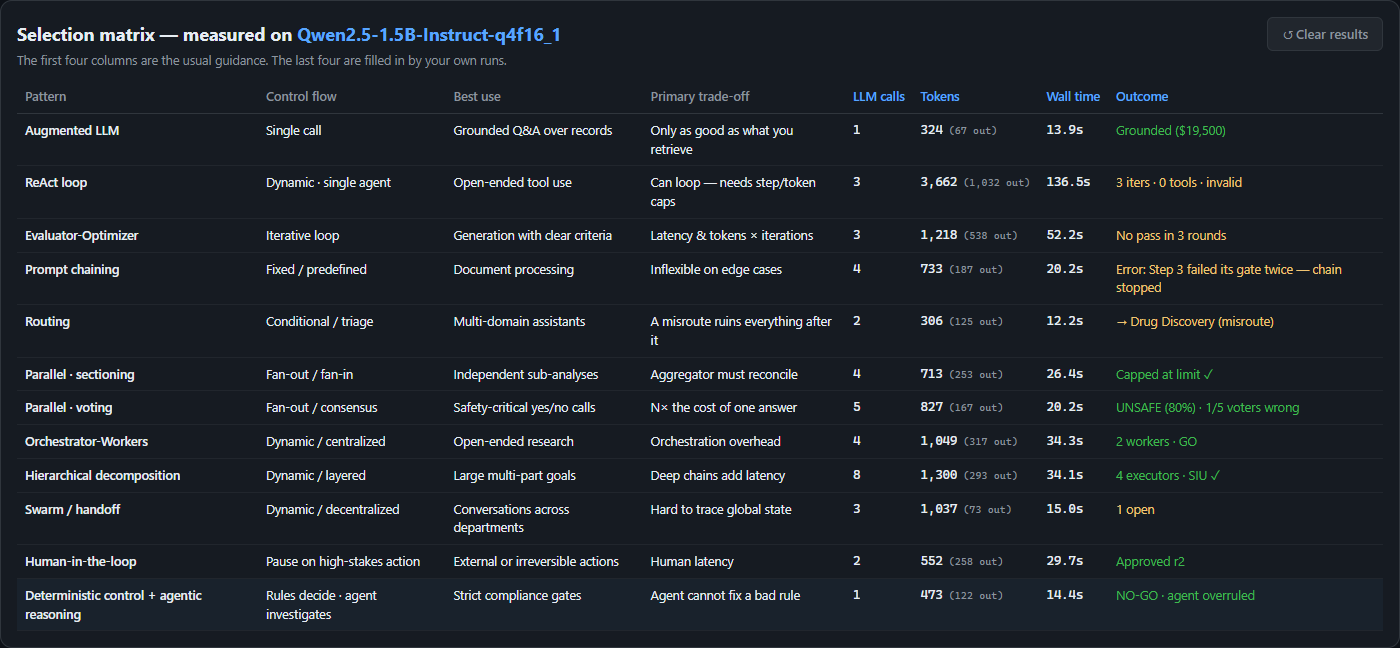 Selection matrix — measured on Qwen2.5-1.5B-Instruct-q4f16_1
↺ Clear results
The first four columns are the usual guidance. The last four are filled in by your own runs.
Pattern Control flow Best use Primary trade-off LLM calls Tokens Wall time Outcome
Augmented LLM Single call Grounded Q&A over records Only as good as what you 1 324 (67 out) 13.9s Grounded ($19,500)
retrieve
ReAct loop Dynamic · single agent Open-ended tool use Can loop — needs step/token 3 3,662 (1,032 out) 136.5s 3 iters · 0 tools · invalid
caps
Evaluator-Optimizer Iterative loop Generation with clear criteria Latency & tokens × iterations 3 1,218 (538 out) 52.2s No pass in 3 rounds
Prompt chaining Fixed / predefined Document processing Inflexible on edge cases 4 733 (187 out) 20.2s Error: Step 3 failed its gate twice — chain
stopped
Routing Conditional / triage Multi-domain assistants A misroute ruins everything after 2 306 (125 out) 12.2s → Drug Discovery (misroute)
it
Parallel · sectioning Fan-out / fan-in Independent sub-analyses Aggregator must reconcile 4 713 (253 out) 26.4s Capped at limit ✓
Parallel · voting Fan-out / consensus Safety-critical yes/no calls N× the cost of one answer 5 827 (167 out) 20.2s UNSAFE (80%) · 1/5 voters wrong
Orchestrator-Workers Dynamic / centralized Open-ended research Orchestration overhead 4 1,049 (317 out) 34.3s 2 workers · GO
Hierarchical decomposition Dynamic / layered Large multi-part goals Deep chains add latency 8 1,300 (293 out) 34.1s 4 executors · SIU ✓
Swarm / handoff Dynamic / decentralized Conversations across Hard to trace global state 3 1,037 (73 out) 15.0s 1 open
departments
Human-in-the-loop Pause on high-stakes action External or irreversible actions Human latency 2 552 (258 out) 29.7s Approved r2
Deterministic control + agentic Rules decide · agent Strict compliance gates Agent cannot fix a bad rule 1 473 (122 out) 14.4s NO-GO · agent overruled
reasoning investigates